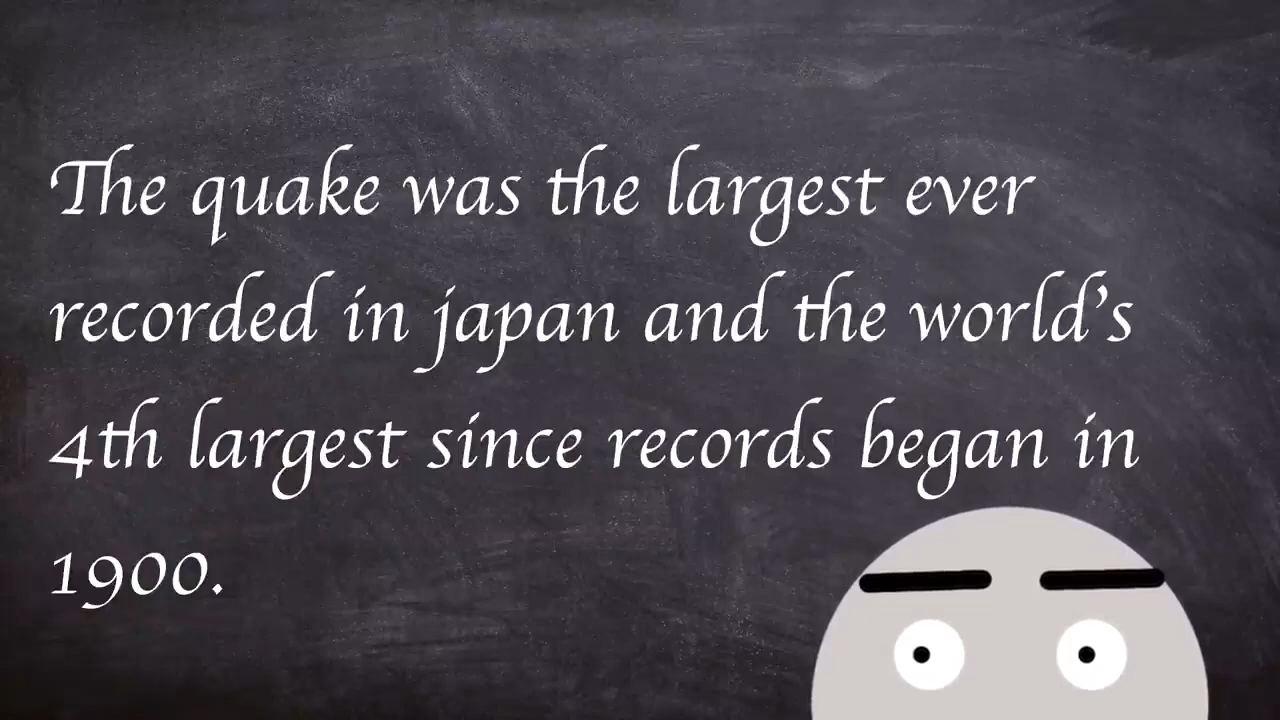 The quake was the largest ever
recorded in japan and the world's
4th largest since records began in
1900.